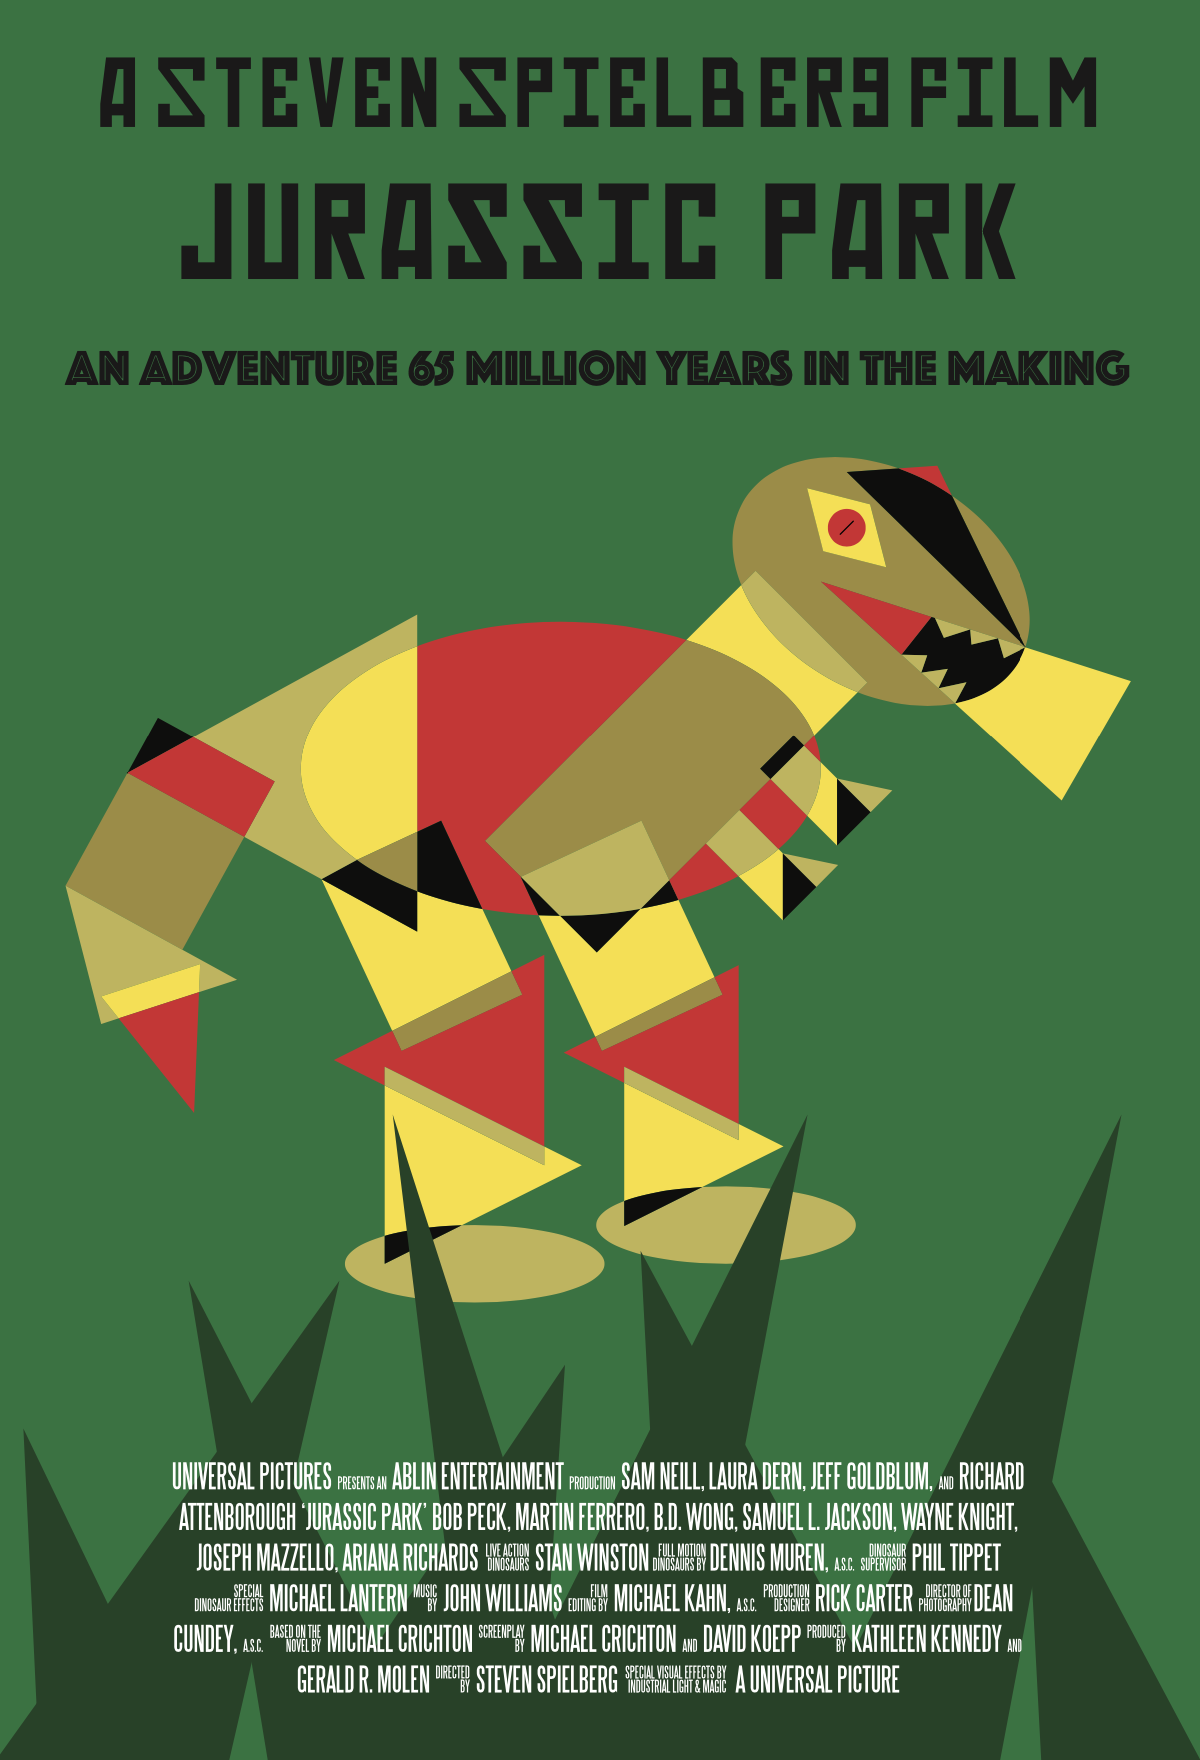 A STEVEN SPIELBERG FILM
JURASSIC PARK
AN ADVENTURE 65 MILLION YEARS IN THE MAKING
UNIVERSAL PICTURES PRESENTS AN ABLIN ENTERTAINMENT PRODUCTION SAM NEILL, LAURA DERN, JEFF GOLDBLUM, AND RICHARD
ATTENBOROUGH ‘JURASSIC PARK’ BOB PECK, MARTIN FERRERO, B.D. WONG, SAMUEL L. JACKSON, WAYNE KNIGHT,
JOSEPH MAZZELLO, ARIANA RICHARDS LIVE ACTION DINOSAURS STAN WINSTON FULL MOTION DINOSAURS BY DENNIS MUREN, A.S.C. DINOSAUR SUPERVISOR PHIL TIPPET
SPECIAL DINOSAUR EFFECTS MICHAEL LANTERN MUSIC BY JOHN WILLIAMS FILM EDITING BY MICHAEL KAHN, A.S.C. PRODUCTION DESIGNER RICK CARTER DIRECTOR OF PHOTOGRAPHY DEAN
CUNDEY, A.S.C. BASED ON THE NOVEL BY MICHAEL CRICHTON SCREENPLAY BY MICHAEL CRICHTON AND DAVID KOEPP PRODUCED BY KATHLEEN KENNEDY AND
GERALD R. MOLEN DIRECTED BY STEVEN SPIELBERG SPECIAL VISUAL EFFECTS BY INDUSTRIAL LIGHT & MAGIC A UNIVERSAL PICTURE